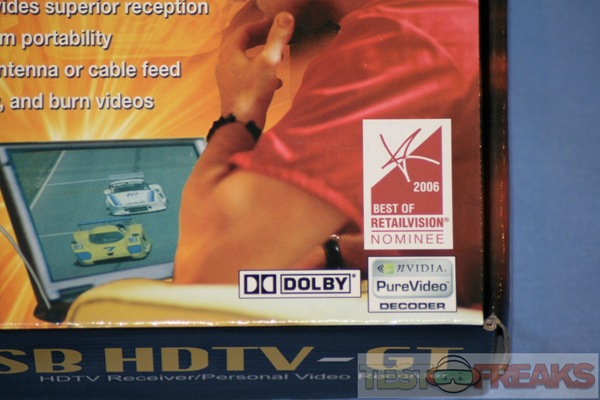 vides superior reception
m portability
ntenna or cable feed
, and burn videos
2006
BEST OF
RETAILVISION®
NOMINEE
DOLBY
NVIDIA.
PureVideo
DECODER
SB HDTV-GT
HDTV Receiver/Personal Video Recorder
TESTFREAKS